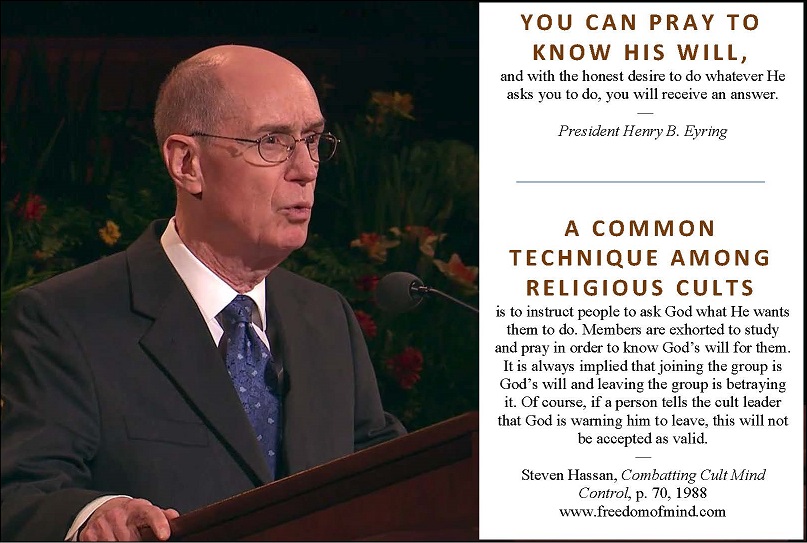 YOU CAN PRAY TO
KNOW HIS WILL,
and with the honest desire to do whatever He
asks you to do, you will receive an answer.
—
President Henry B. Eyring
A COMMON
TECHNIQUE AMONG
RELIGIOUS CULTS
is to instruct people to ask God what He wants
them to do. Members are exhorted to study
and pray in order to know God's will for them.
It is always implied that joining the group is
God's will and leaving the group is betraying
it. Of course, if a person tells the cult leader
that God is warning him to leave, this will not
be accepted as valid.
—
Steven Hassan, Combatting Cult Mind
Control, p. 70, 1988
www.freedomofmind.com